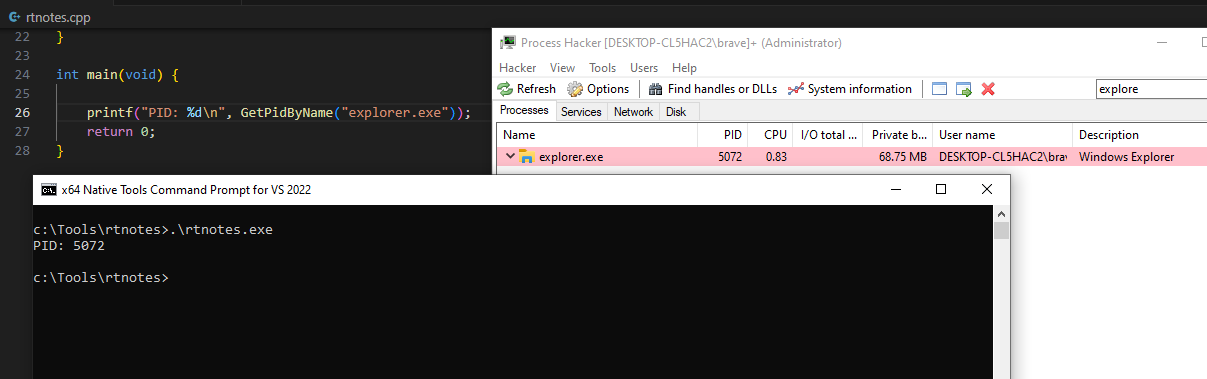 rtnotes.cpp
22 }
23
24 int main(void) {
25
26 printf("PID: %d\n", GetPidByName("explorer.exe"));
27 return 0;
28 }
Process Hacker [DESKTOP-CL5HAC2\brave]+ (Administrator)
Hacker View Tools Users Help
Refresh Options Find handles or DLLs System information explore
Processes Services Network Disk
Name PID CPU I/O total ... Private b... User name Description
explorer.exe 5072 0.83 68.75 MB DESKTOP-CL5HAC2\brav Windows Explorer
x64 Native Tools Command Prompt for VS 2022
c:\Tools\rtnotes>.\rtnotes.exe
PID: 5072
c:\Tools\rtnotes>